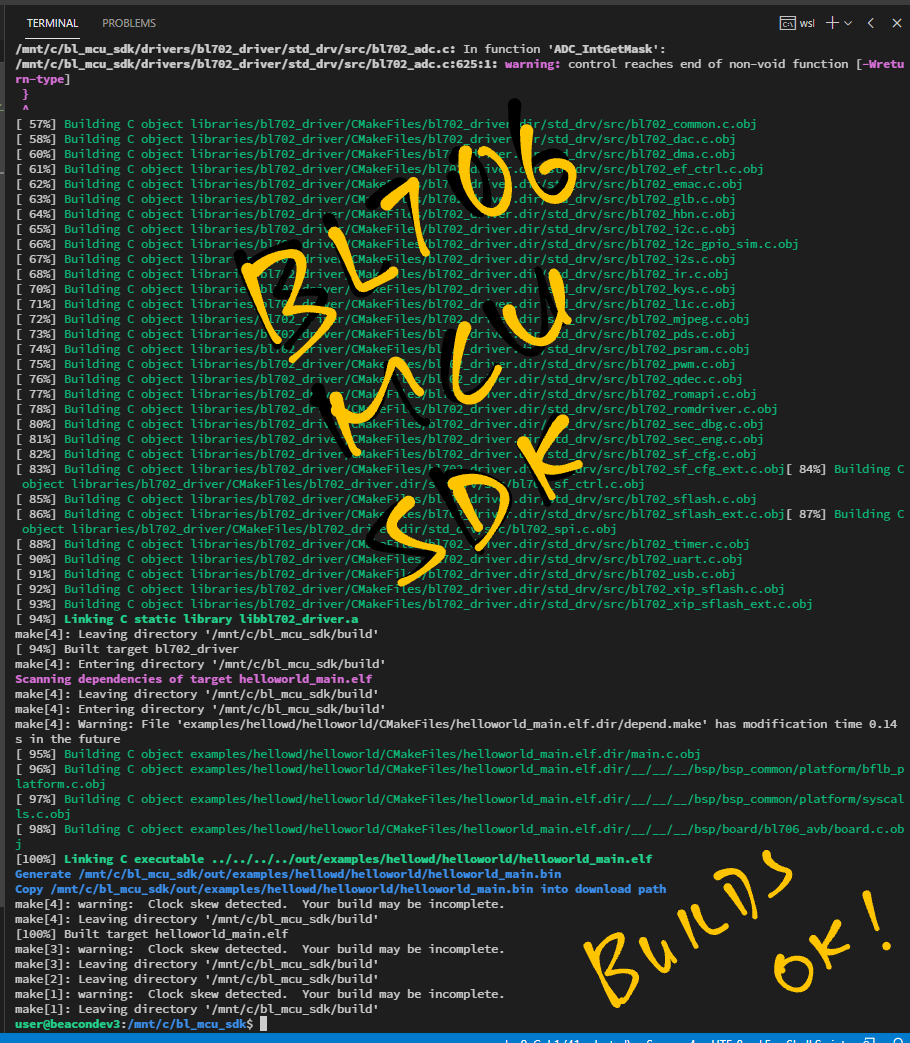 TERMINAL PROBLEMS wsl
/mnt/c/bl_mcu_sdk/drivers/bl702_driver/std_drv/src/bl702_adc.c: In function 'ADC_IntGetMask':
/mnt/c/bl_mcu_sdk/drivers/bl702_driver/std_drv/src/bl702_adc.c:625:1: warning: control reaches end of non-void function [-Wretu
rn-type]
}
^
[ 57%] Building C object libraries/bl702_driver/CMakeFiles/bl702_driver.dir/std_drv/src/bl702_common.c.obj
[ 58%] Building C object libraries/bl702_driver/CMakeFiles/bl702_driver.dir/std_drv/src/bl702_dac.c.obj
[ 60%] Building C object libraries/bl702_driver/CMakeFiles/bl702_driver.dir/std_drv/src/bl702_dma.c.obj
[ 61%] Building C object libraries/bl702_driver/CMakeFiles/bl702_driver.dir/std_drv/src/bl702_ef_ctrl.c.obj
[ 62%] Building C object libraries/bl702_driver/CMakeFiles/bl702_driver.dir/std_drv/src/bl702_emac.c.obj
[ 63%] Building C object libraries/bl702_driver/CMakeFiles/bl702_driver.dir/std_drv/src/bl702_glb.c.obj
[ 64%] Building C object libraries/bl702_driver/CMakeFiles/bl702_driver.dir/std_drv/src/bl702_hbn.c.obj
[ 65%] Building C object libraries/bl702_driver/CMakeFiles/bl702_driver.dir/std_drv/src/bl702_i2c.c.obj
[ 66%] Building C object libraries/bl702_driver/CMakeFiles/bl702_driver.dir/std_drv/src/bl702_i2c_gpio_sim.c.obj
[ 67%] Building C object libraries/bl702_driver/CMakeFiles/bl702_driver.dir/std_drv/src/bl702_i2s.c.obj
[ 68%] Building C object libraries/bl702_driver/CMakeFiles/bl702_driver.dir/std_drv/src/bl702_ir.c.obj
[ 70%] Building C object libraries/bl702_driver/CMakeFiles/bl702_driver.dir/std_drv/src/bl702_kys.c.obj
[ 71%] Building C object libraries/bl702_driver/CMakeFiles/bl702_driver.dir/std_drv/src/bl702_l1c.c.obj
[ 72%] Building C object libraries/bl702_driver/CMakeFiles/bl702_driver.dir/std_drv/src/bl702_mjpeg.c.obj
[ 73%] Building C object libraries/bl702_driver/CMakeFiles/bl702_driver.dir/std_drv/src/bl702_pds.c.obj
[ 74%] Building C object libraries/bl702_driver/CMakeFiles/bl702_driver.dir/std_drv/src/bl702_psram.c.obj
[ 75%] Building C object libraries/bl702_driver/CMakeFiles/bl702_driver.dir/std_drv/src/bl702_pwm.c.obj
[ 76%] Building C object libraries/bl702_driver/CMakeFiles/bl702_driver.dir/std_drv/src/bl702_qdec.c.obj
[ 77%] Building C object libraries/bl702_driver/CMakeFiles/bl702_driver.dir/std_drv/src/bl702_romapi.c.obj
[ 78%] Building C object libraries/bl702_driver/CMakeFiles/bl702_driver.dir/std_drv/src/bl702_romdriver.c.obj
[ 80%] Building C object libraries/bl702_driver/CMakeFiles/bl702_driver.dir/std_drv/src/bl702_sec_dbg.c.obj
[ 81%] Building C object libraries/bl702_driver/CMakeFiles/bl702_driver.dir/std_drv/src/bl702_sec_eng.c.obj
[ 82%] Building C object libraries/bl702_driver/CMakeFiles/bl702_driver.dir/std_drv/src/bl702_sf_cfg.c.obj
[ 83%] Building C object libraries/bl702_driver/CMakeFiles/bl702_driver.dir/std_drv/src/bl702_sf_cfg_ext.c.obj[ 84%] Building C
object libraries/bl702_driver/CMakeFiles/bl702_driver.dir/std_drv/src/bl702_sf_ctrl.c.obj
[ 85%] Building C object libraries/bl702_driver/CMakeFiles/bl702_driver.dir/std_drv/src/bl702_sflash.c.obj
[ 86%] Building C object libraries/bl702_driver/CMakeFiles/bl702_driver.dir/std_drv/src/bl702_sflash_ext.c.obj[ 87%] Building C
object libraries/bl702_driver/CMakeFiles/bl702_driver.dir/std_drv/src/bl702_spi.c.obj
[ 88%] Building C object libraries/bl702_driver/CMakeFiles/bl702_driver.dir/std_drv/src/bl702_timer.c.obj
[ 90%] Building C object libraries/bl702_driver/CMakeFiles/bl702_driver.dir/std_drv/src/bl702_uart.c.obj
[ 91%] Building C object libraries/bl702_driver/CMakeFiles/bl702_driver.dir/std_drv/src/bl702_usb.c.obj
[ 92%] Building C object libraries/bl702_driver/CMakeFiles/bl702_driver.dir/std_drv/src/bl702_xip_sflash.c.obj
[ 93%] Building C object libraries/bl702_driver/CMakeFiles/bl702_driver.dir/std_drv/src/bl702_xip_sflash_ext.c.obj
[ 94%] Linking C static library libbl702_driver.a
make[4]: Leaving directory '/mnt/c/bl_mcu_sdk/build'
[ 94%] Built target bl702_driver
make[4]: Entering directory '/mnt/c/bl_mcu_sdk/build'
Scanning dependencies of target helloworld_main.elf
make[4]: Leaving directory '/mnt/c/bl_mcu_sdk/build'
make[4]: Entering directory '/mnt/c/bl_mcu_sdk/build'
make[4]: Warning: File 'examples/hellowd/helloworld/CMakeFiles/helloworld_main.elf.dir/depend.make' has modification time 0.14
s in the future
[ 95%] Building C object examples/hellowd/helloworld/CMakeFiles/helloworld_main.elf.dir/main.c.obj
[ 96%] Building C object examples/hellowd/helloworld/CMakeFiles/helloworld_main.elf.dir/__/__/__/bsp/bsp_common/platform/bflb_p
latform.c.obj
[ 97%] Building C object examples/hellowd/helloworld/CMakeFiles/helloworld_main.elf.dir/__/__/__/bsp/bsp_common/platform/syscal
ls.c.obj
[ 98%] Building C object examples/hellowd/helloworld/CMakeFiles/helloworld_main.elf.dir/__/__/__/bsp/board/bl706_avb/board.c.ob
j
[100%] Linking C executable ../../../../out/examples/hellowd/helloworld/helloworld_main.elf
Generate /mnt/c/bl_mcu_sdk/out/examples/hellowd/helloworld/helloworld_main.bin
Copy /mnt/c/bl_mcu_sdk/out/examples/hellowd/helloworld/helloworld_main.bin into download path
make[4]: warning:  Clock skew detected.  Your build may be incomplete.
make[4]: Leaving directory '/mnt/c/bl_mcu_sdk/build'
[100%] Built target helloworld_main.elf
make[3]: warning:  Clock skew detected.  Your build may be incomplete.
make[3]: Leaving directory '/mnt/c/bl_mcu_sdk/build'
make[2]: Leaving directory '/mnt/c/bl_mcu_sdk/build'
make[1]: warning:  Clock skew detected.  Your build may be incomplete.
make[1]: Leaving directory '/mnt/c/bl_mcu_sdk/build'
user@beacondev3:/mnt/c/bl_mcu_sdk$
BL706
MCU
SDK
BUILDS
OK!